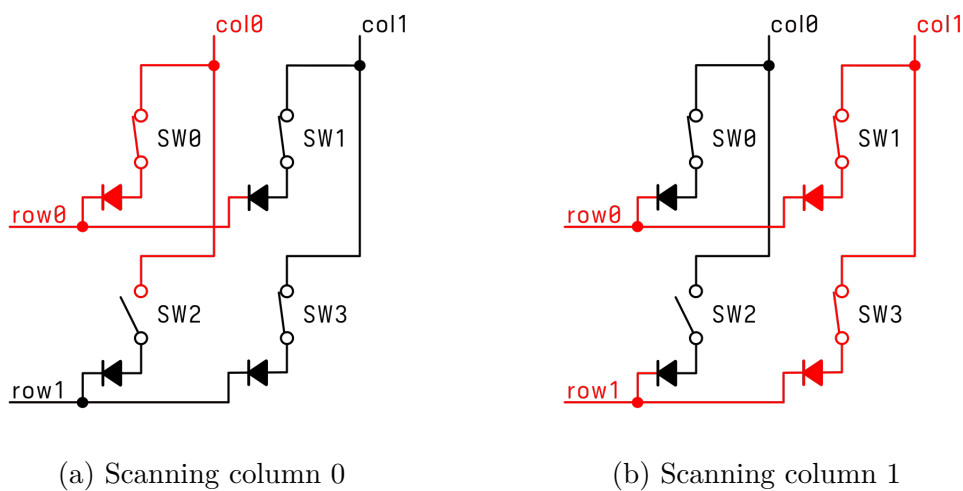 col0
col1
SW0
SW1
row0
SW2
SW3
row1
(a) Scanning column 0
col0
col1
SW0
SW1
row0
SW2
SW3
row1
(b) Scanning column 1